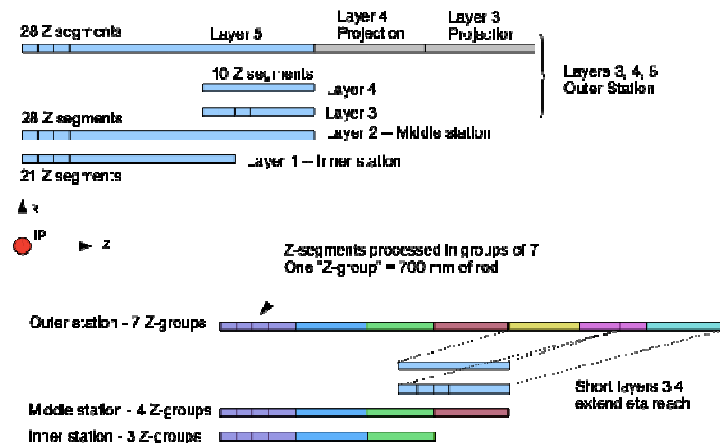 28 Z segments
Layer 5
Layer 4
Projection
Layer 3
Projection
Layers 3, 4, 5
Outer Station
10 Z segments
Layer 4
Layer 3
28 Z segments
Layer 2 – Middle station
Layer 1 – Inner station
21 Z segments
R
IP
Z
Z-segments processed in groups of 7
One "Z-group" = 700 mm of rod
Outer station - 7 Z-groups
Short layers 3-4
extend eta reach
Middle station - 4 Z-groups
Inner station - 3 Z-groups